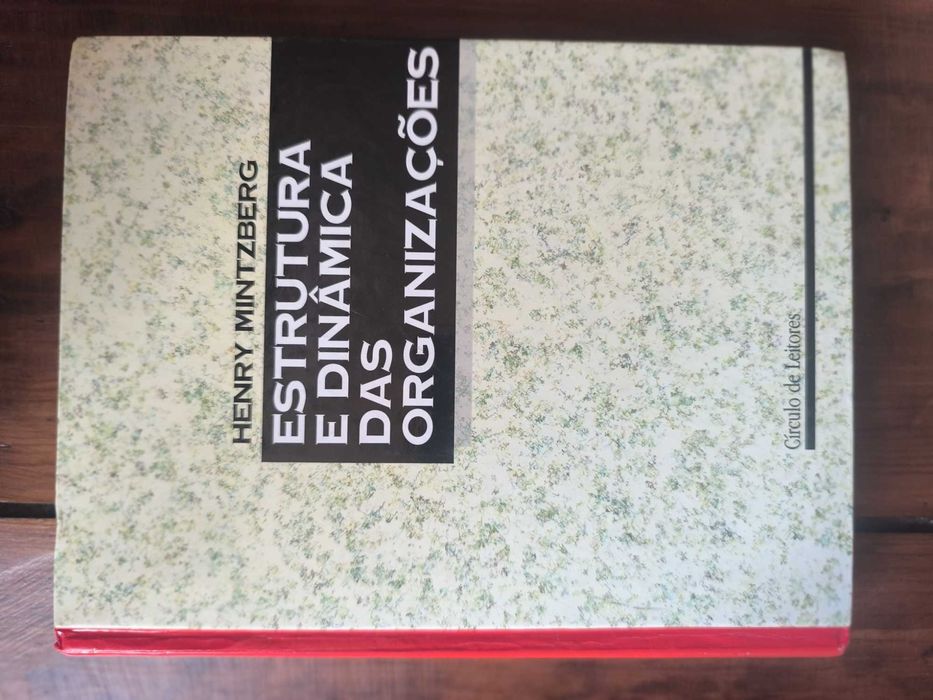 HENRY MINTZBERG
ESTRUTURA
E DINÂMICA
DAS
ORGANIZAÇÕES
Círculo de Leitores